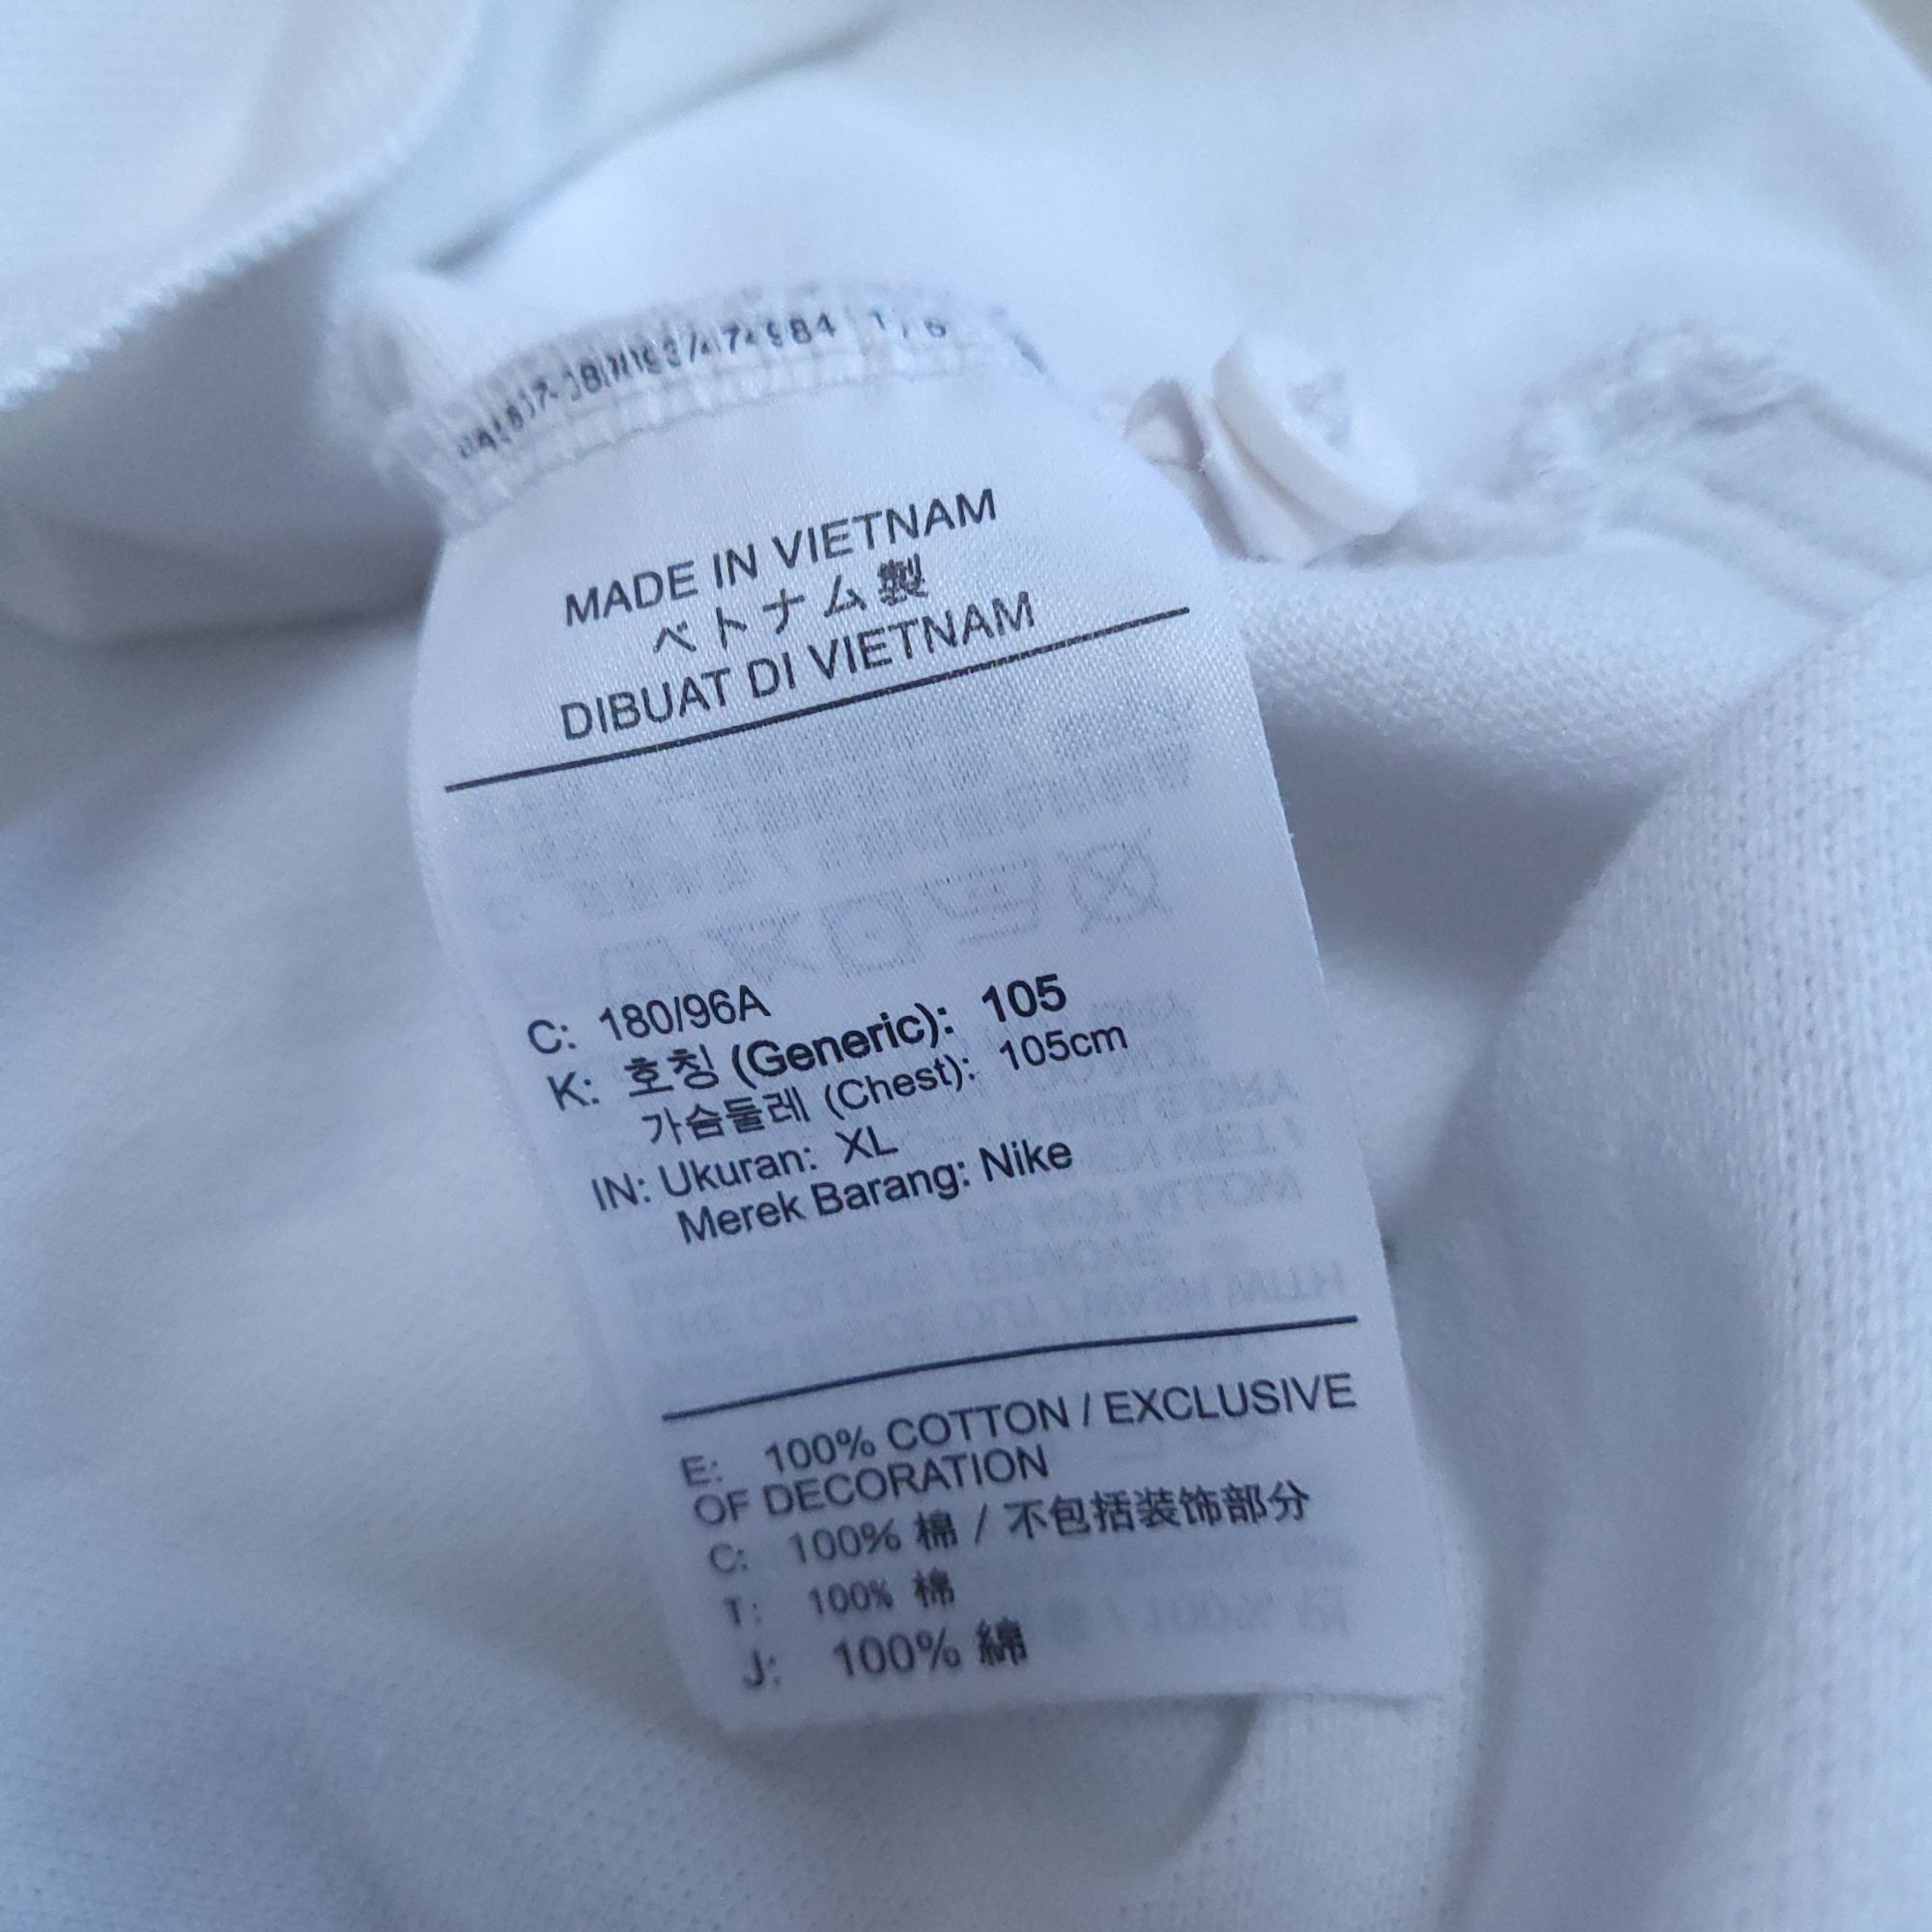 MADE IN VIETNAM
ベトナム製
DIBUAT DI VIETNAM
C: 180/96A
K: 호칭 (Generic): 105
가슴둘레 (Chest): 105cm
IN: Ukuran: XL
Merek Barang: Nike
E: 100% COTTON / EXCLUSIVE
OF DECORATION
C: 100% 棉 / 不包括装饰部分
T: 100% 棉
J: 100% 綿